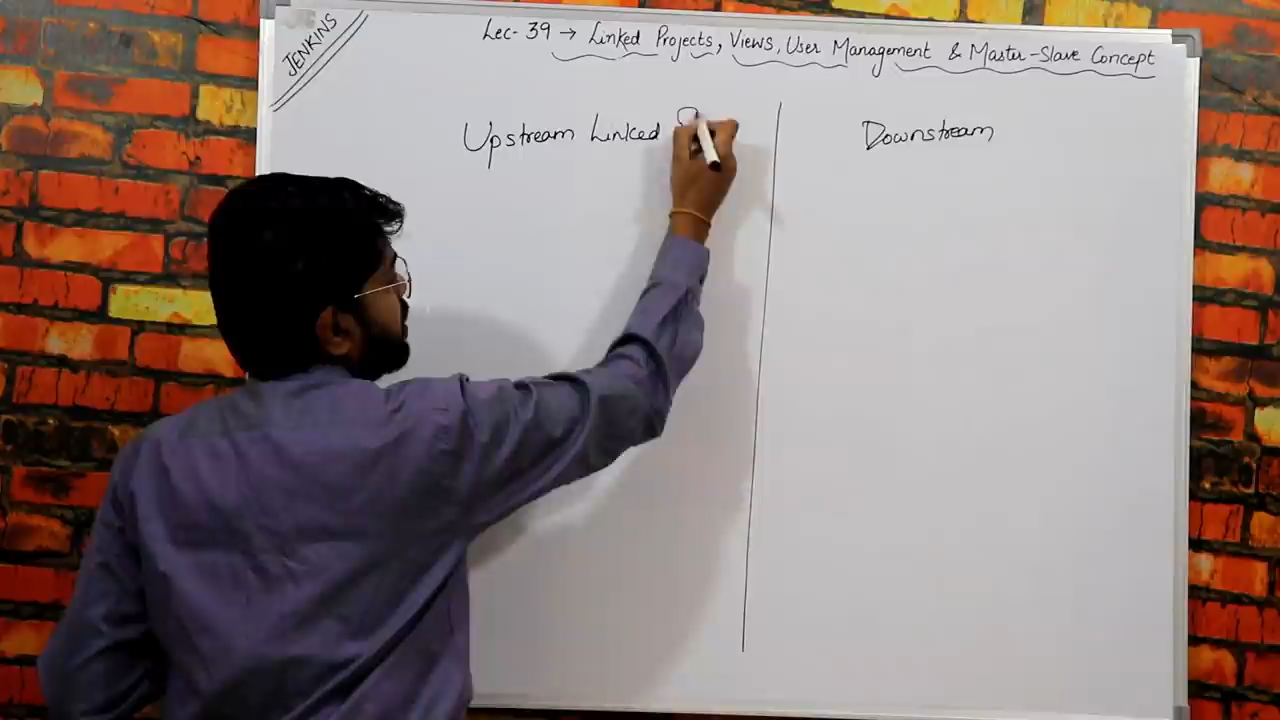 JENKINS
Lec- 39 → Linked Projects, Views, User Management & Master-Slave Concept
Upstream Linked
Downstream